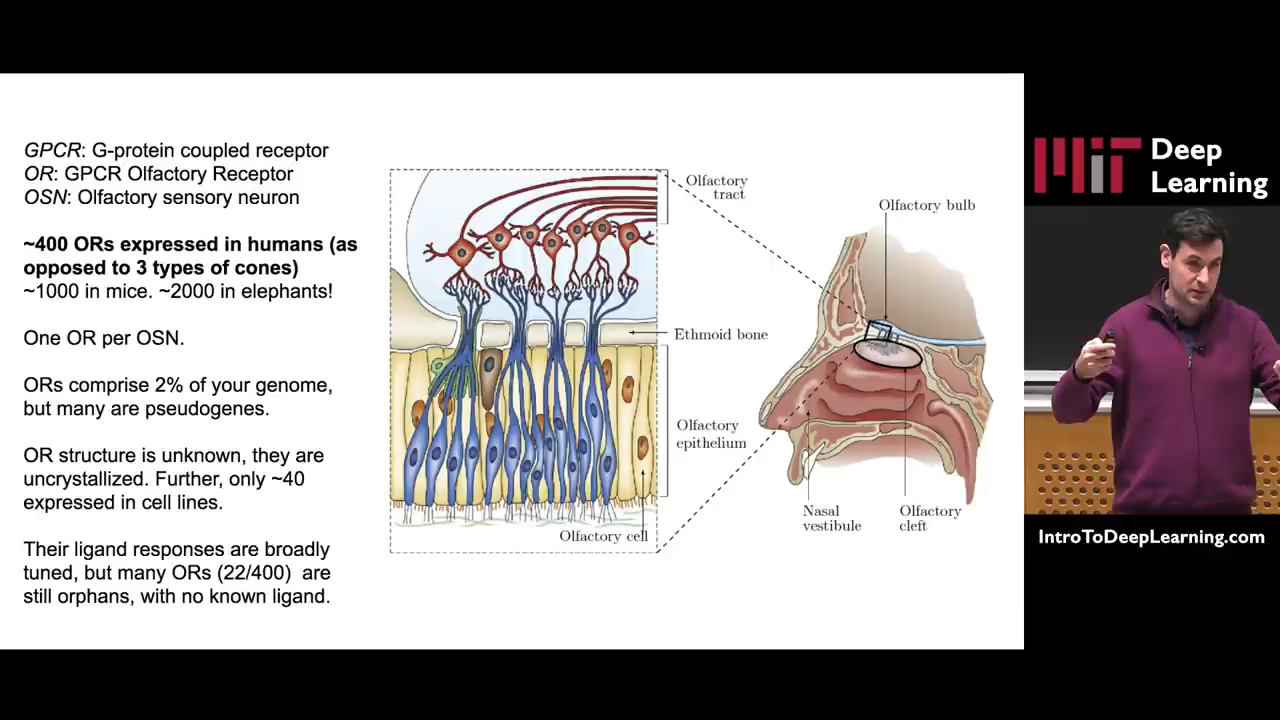 GPCR: G-protein coupled receptor
OR: GPCR Olfactory Receptor
OSN: Olfactory sensory neuron
~400 ORs expressed in humans (as
opposed to 3 types of cones)
~1000 in mice. ~2000 in elephants!
One OR per OSN.
ORs comprise 2% of your genome,
but many are pseudogenes.
OR structure is unknown, they are
uncrystallized. Further, only ~40
expressed in cell lines.
Their ligand responses are broadly
tuned, but many ORs (22/400) are
still orphans, with no known ligand.
Olfactory
tract
Ethmoid bone
Olfactory
epithelium
Olfactory cell
Olfactory bulb
Nasal
vestibule
Olfactory
cleft
MIT
Deep
Learning
IntroToDeepLearning.com